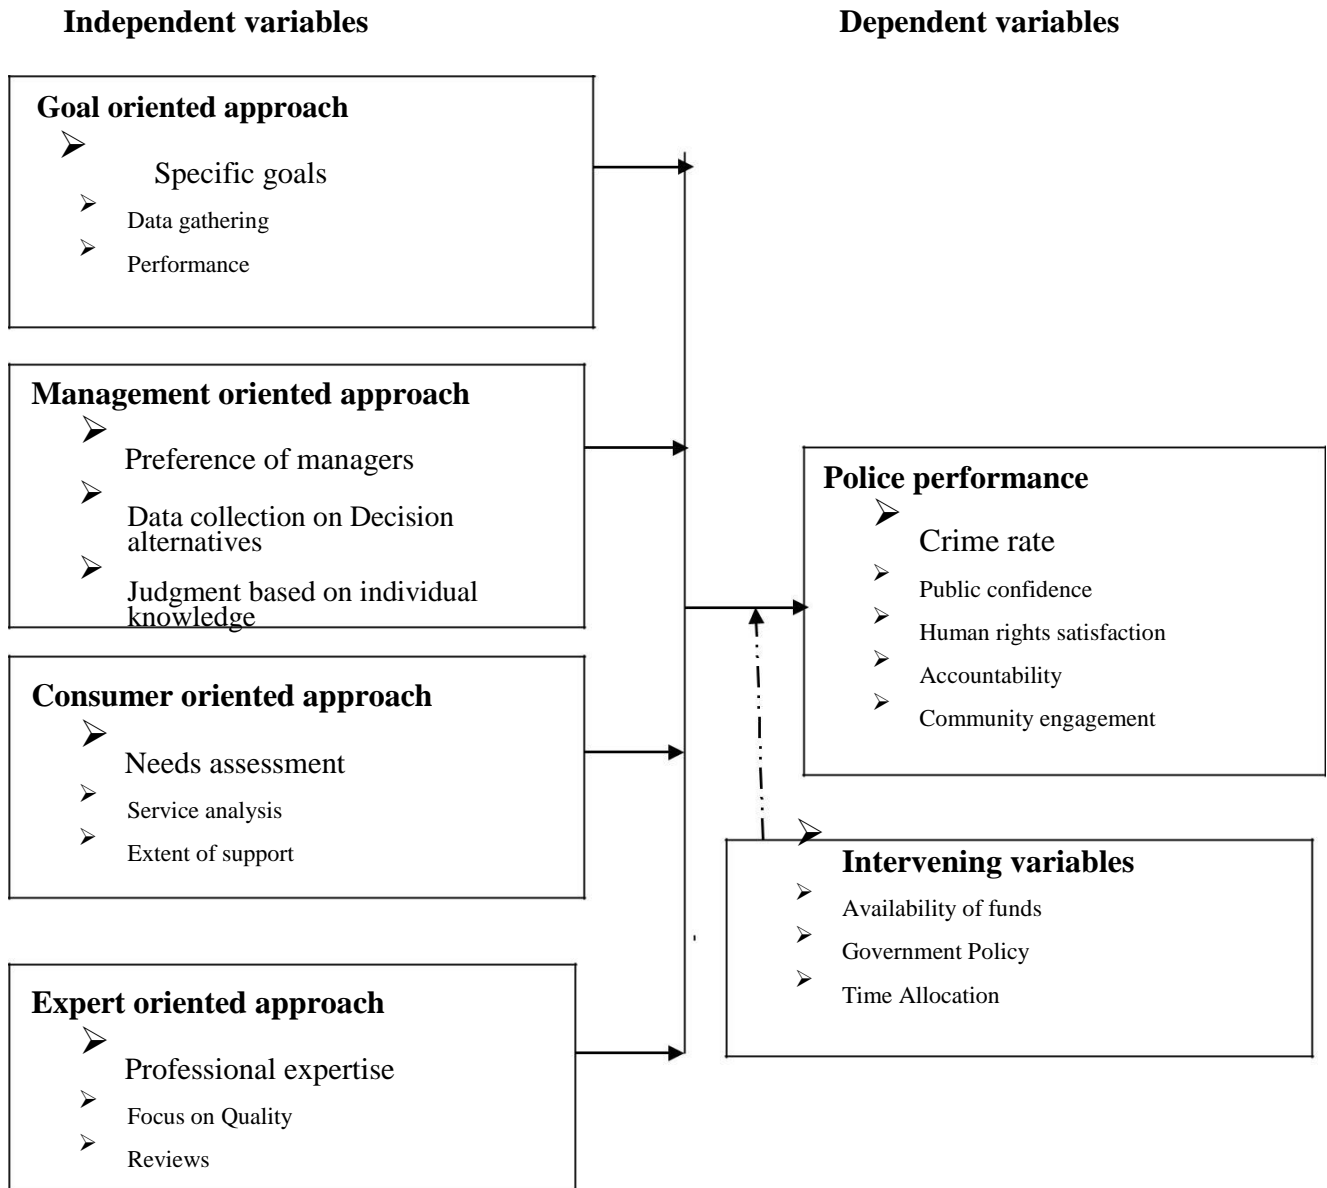 Independent variables
Dependent variables
Goal oriented approach
Specific goals
Data gathering
Performance
Management oriented approach
Preference of managers
Data collection on Decision
alternatives
Judgment based on individual
knowledge
Consumer oriented approach
Needs assessment
Service analysis
Extent of support
Expert oriented approach
Professional expertise
Focus on Quality
Reviews
Police performance
Crime rate
Public confidence
Human rights satisfaction
Accountability
Community engagement
Intervening variables
Availability of funds
Government Policy
Time Allocation